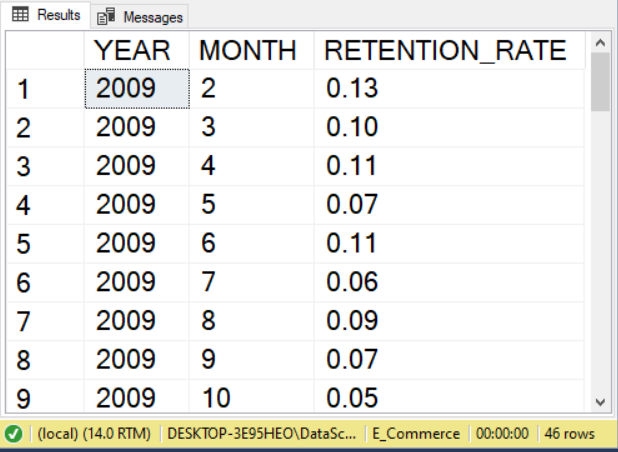 Results Messages
YEAR MONTH RETENTION_RATE
1 2009 2 0.13
2 2009 3 0.10
3 2009 4 0.11
4 2009 5 0.07
5 2009 6 0.11
6 2009 7 0.06
7 2009 8 0.09
8 2009 9 0.07
9 2009 10 0.05
(local) (14.0 RTM) DESKTOP-3E95HEO\DataSc... E_Commerce 00:00:00 46 rows